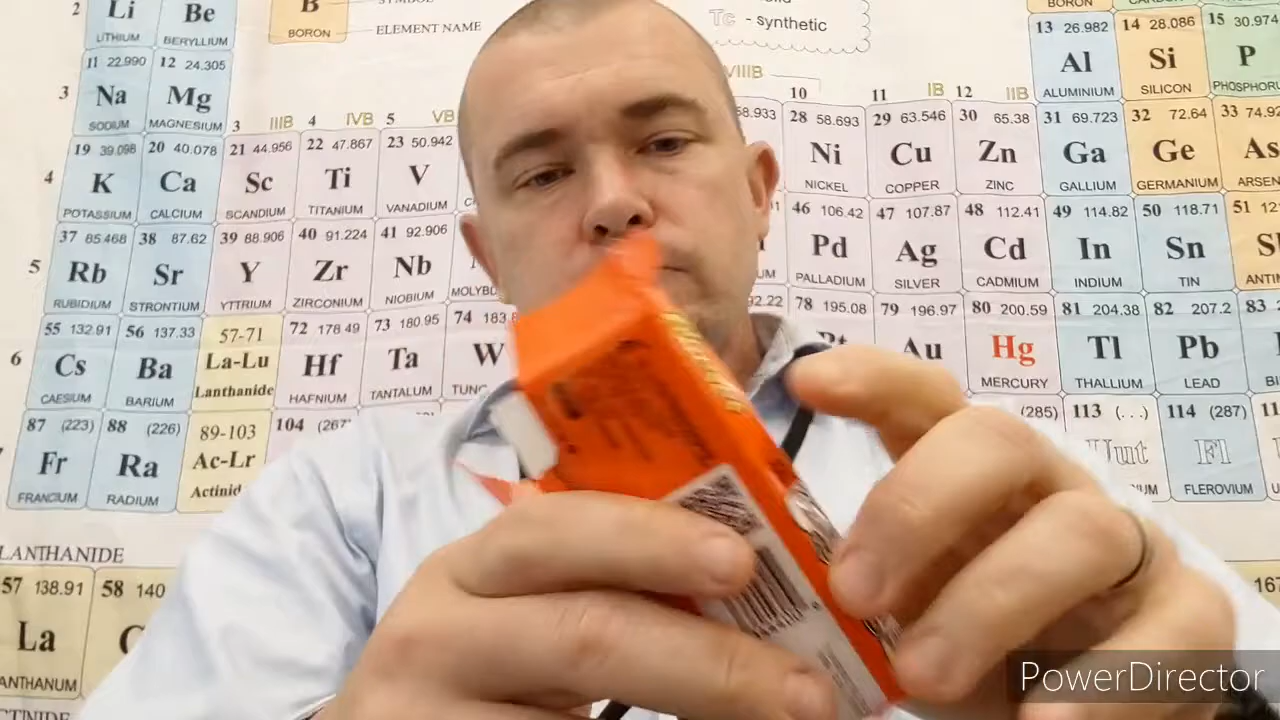 2 Li Be
LITHIUM BERYLLIUM
B
BORON
ELEMENT NAME
Tc - synthetic
BORON
11 22.990 12 24.305
3 Na Mg
SODIUM MAGNESIUM
3 IIIB 4 IVB 5 VB
VIIIB
10 11 IB 12 IIB
13 26.982 14 28.086 15 30.974
Al Si P
ALUMINIUM SILICON
19 39.098 20 40.078 21 44.956 22 47.867 23 50.942
58.933 28 58.693 29 63.546 30 65.38 31 69.723 32 72.64 33
4 K Ca Sc Ti V Ni Cu Zn Ga Ge As
POTASSIUM CALCIUM SCANDIUM TITANIUM VANADIUM NICKEL COPPER ZINC GALLIUM GERMANIUM
37 85.468 38 87.62 39 88.906 40 91.224 41 92.906
46 106.42 47 107.87 48 112.41 49 114.82 50 118.71 51
5 Rb Sr Y Zr Nb Pd Ag Cd In Sn
RUBIDIUM STRONTIUM YTTRIUM ZIRCONIUM NIOBIUM PALLADIUM SILVER CADMIUM INDIUM TIN
55 132.91 56 137.33 57-71 72 178.49 73 180.95 74 183.8
78 195.08 79 196.97 80 200.59 81 204.38 82 207.2 83
6 Cs Ba La-Lu Hf Ta W Pt Au Hg Tl Pb
CAESIUM BARIUM Lanthanide HAFNIUM TANTALUM MERCURY THALLIUM LEAD
87 (223) 88 (226) 89-103 104 (267
(285) 113 (. . .) 114 (287)
Fr Ra Ac-Lr Uut Fl
FRANCIUM RADIUM FLEROVIUM
LANTHANIDE
57 138.91 58 140
La
PowerDirector